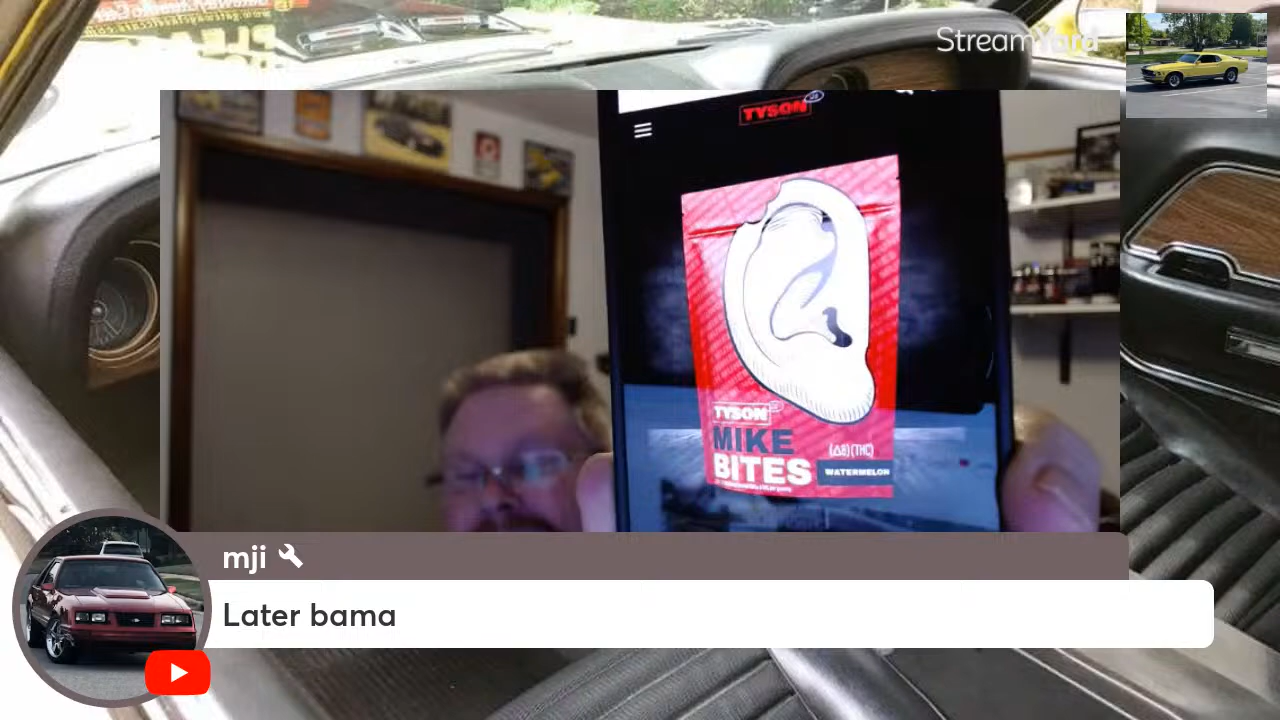 StreamYard
TYSON
TYSON
MIKE
BITES
(Δ8)(THC)
WATERMELON
mji
Later bama